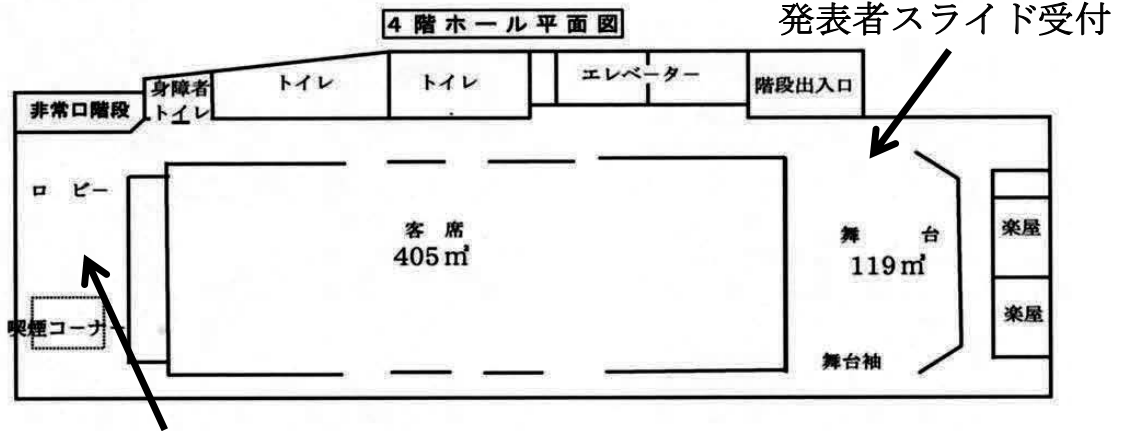 4階ホール平面図
発表者スライド受付
非常口階段
身障者
トイレ
トイレ
トイレ
エレベーター
階段出入口
ロビー
喫煙コーナー
客席
405㎡
舞台
119㎡
舞台袖
楽屋
楽屋